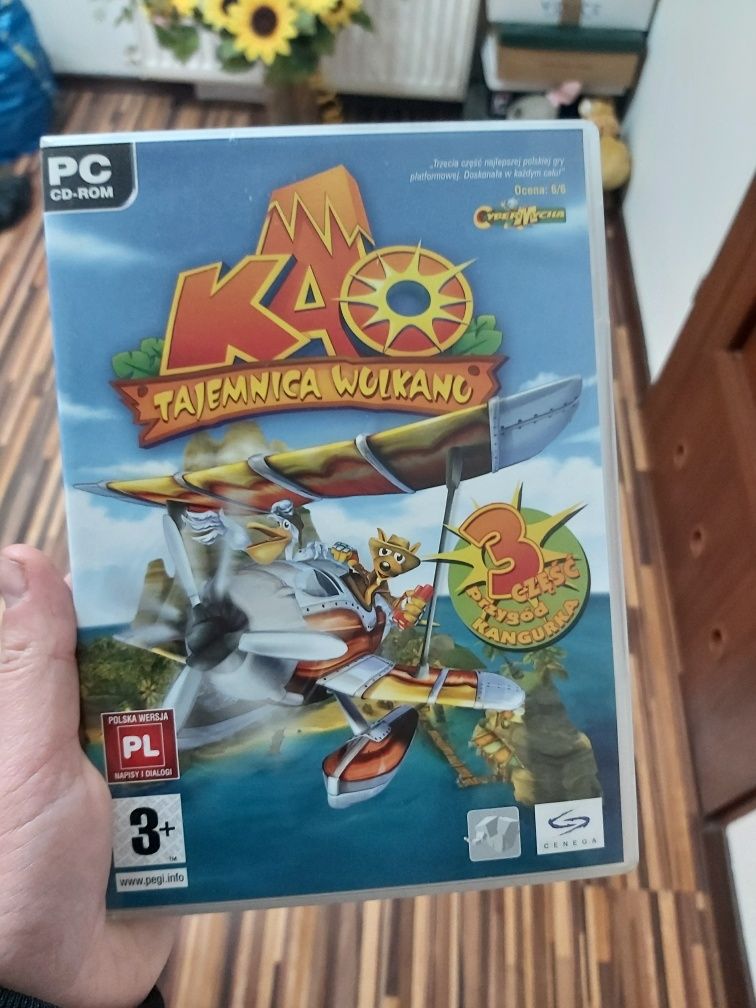 PC
CD-ROM
„Trzecia część najlepszej polskiej gry
platformowej. Doskonała w każdym calu!”
Ocena: 6/6
CyberMycha
KAO
TAJEMNICA WULKANU
3
CZĘŚĆ
PRZYGÓD
KANGURKA
POLSKA WERSJA
PL
NAPISY I DIALOGI
3+
TM
www.pegi.info
CENEGA